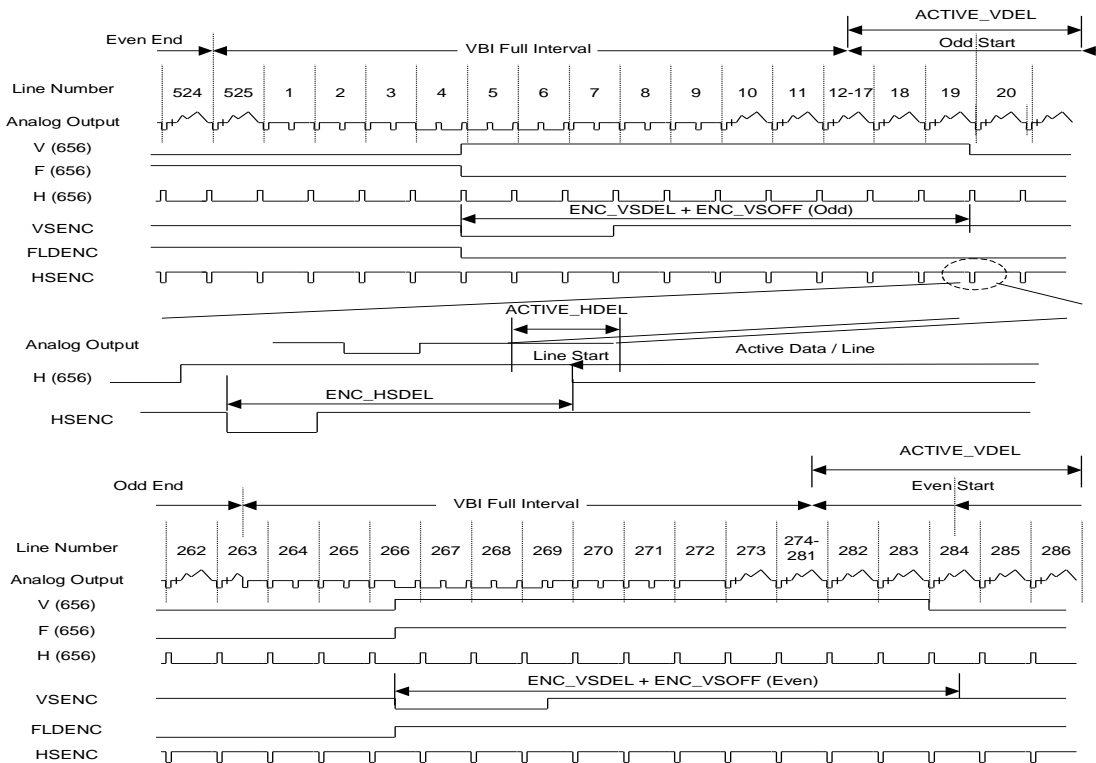 ACTIVE_VDEL
Even End
VBI Full Interval
Odd Start
Line Number
524 525 1 2 3 4 5 6 7 8 9 10 11 12-17 18 19 20
Analog Output
V (656)
F (656)
H (656)
ENC_VSDEL + ENC_VSOFF (Odd)
VSENC
FLDENC
HSENC
ACTIVE_HDEL
Analog Output
Line Start
Active Data / Line
H (656)
ENC_HSDEL
HSENC
ACTIVE_VDEL
Odd End
VBI Full Interval
Even Start
Line Number
262 263 264 265 266 267 268 269 270 271 272 273 274-281 282 283 284 285 286
Analog Output
V (656)
F (656)
H (656)
ENC_VSDEL + ENC_VSOFF (Even)
VSENC
FLDENC
HSENC